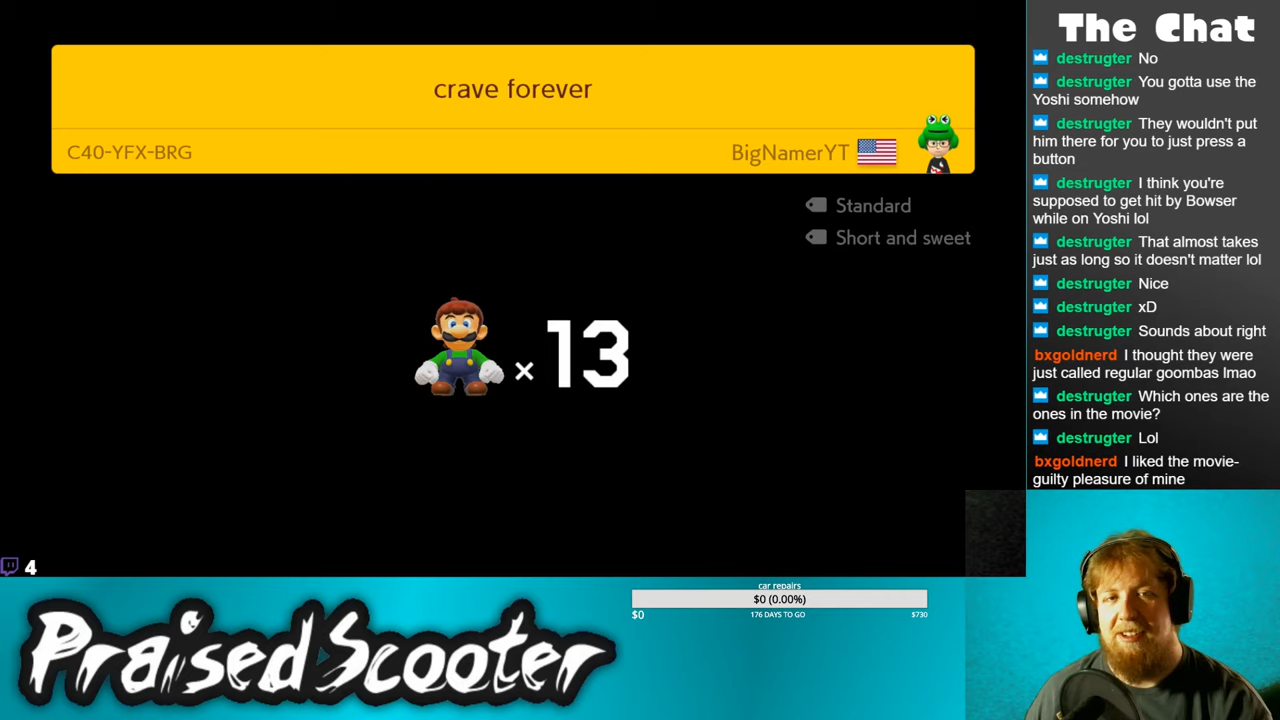 crave forever
C40-YFX-BRG
BigNamerYT
Standard
Short and sweet
× 13
4
PraisedScooter
car repairs
$0 (0.00%)
$0
176 DAYS TO GO
$730
The Chat
destrugter No
destrugter You gotta use the
Yoshi somehow
destrugter They wouldn't put
him there for you to just press a
button
destrugter I think you're
supposed to get hit by Bowser
while on Yoshi lol
destrugter That almost takes
just as long so it doesn't matter lol
destrugter Nice
destrugter xD
destrugter Sounds about right
bxgoldnerd I thought they were
just called regular goombas lmao
destrugter Which ones are the
ones in the movie?
destrugter Lol
bxgoldnerd I liked the movie-
guilty pleasure of mine